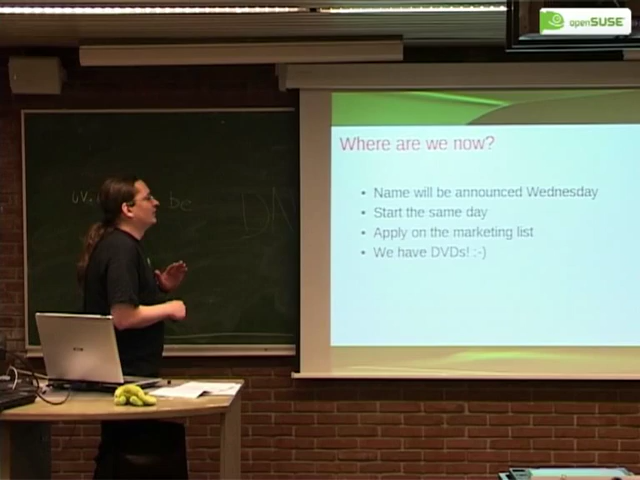 openSUSE
Where are we now?
• Name will be announced Wednesday
• Start the same day
• Apply on the marketing list
• We have DVDs! :-)
be